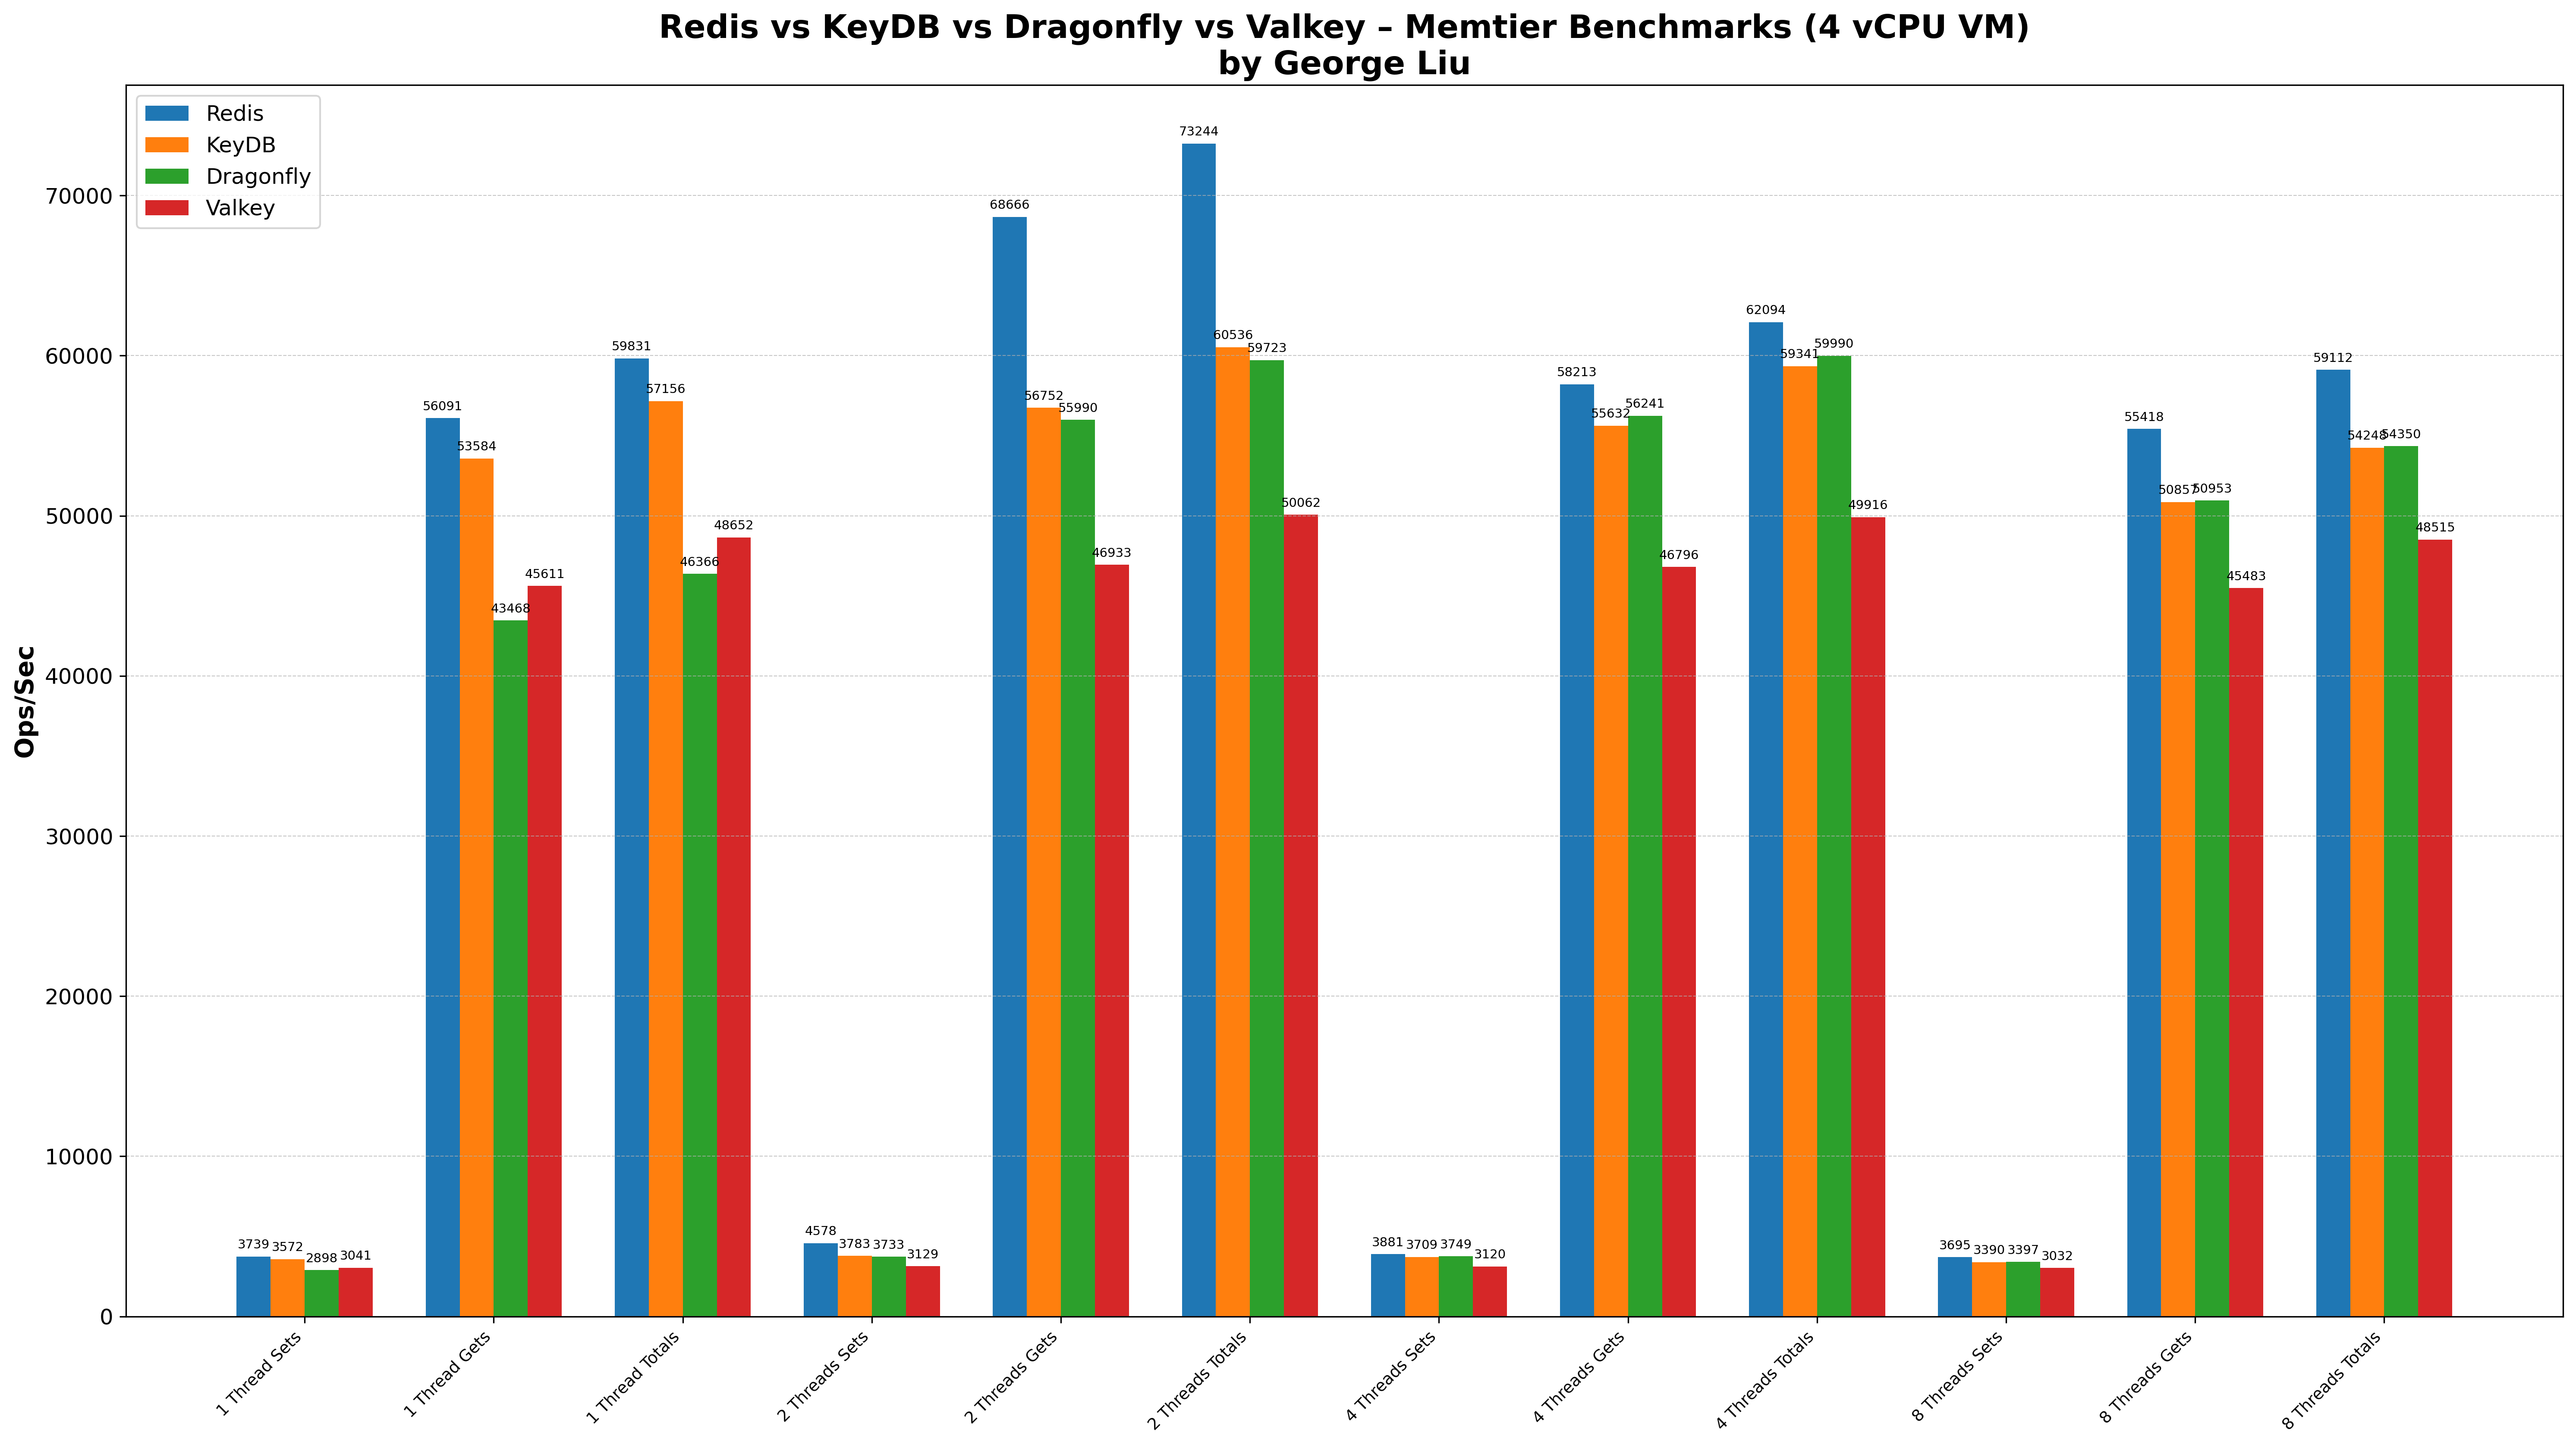 Redis vs KeyDB vs Dragonfly vs Valkey – Memtier Benchmarks (4 vCPU VM)
by George Liu
Redis
KeyDB
Dragonfly
Valkey
Ops/Sec
70000
60000
50000
40000
30000
20000
10000
0
3739 3572 2898 3041
56091 53584 43468 45611
59831 57156 46366 48652
4578 3783 3733 3129
68666 56752 55990 46933
73244 60536 59723 50062
3881 3709 3749 3120
58213 55632 56241 46796
62094 59341 59990 49916
3695 3390 3397 3032
55418 50857 50953 45483
59112 54248 54350 48515
1 Thread Sets
1 Thread Gets
1 Thread Totals
2 Threads Sets
2 Threads Gets
2 Threads Totals
4 Threads Sets
4 Threads Gets
4 Threads Totals
8 Threads Sets
8 Threads Gets
8 Threads Totals